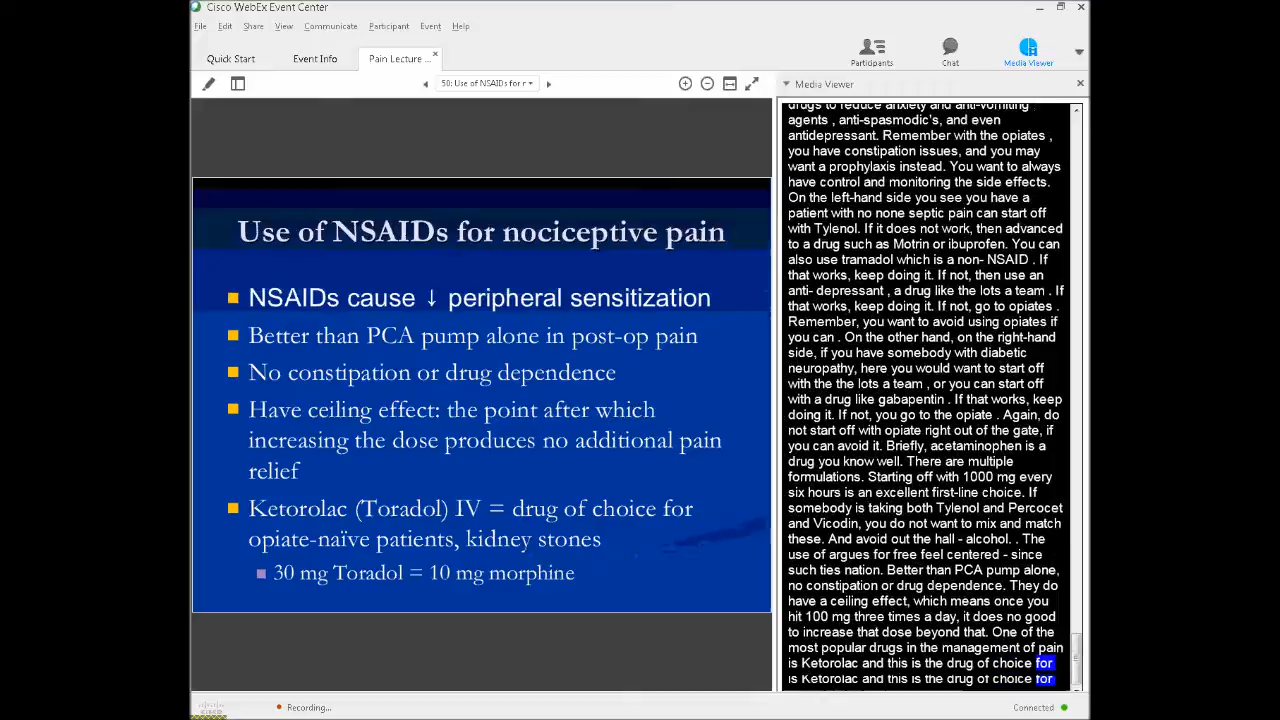 Cisco WebEx Event Center
File Edit Share View Communicate Participant Event Help
Quick Start Event Info Pain Lecture ...
Participants Chat Media Viewer
50: Use of NSAIDs for r
Media Viewer
Use of NSAIDs for nociceptive pain
NSAIDs cause ↓ peripheral sensitization
Better than PCA pump alone in post-op pain
No constipation or drug dependence
Have ceiling effect: the point after which
increasing the dose produces no additional pain
relief
Ketorolac (Toradol) IV = drug of choice for
opiate-naïve patients, kidney stones
30 mg Toradol = 10 mg morphine
drugs to reduce anxiety and anti-vomiting
agents , anti-spasmodic's, and even
antidepressant. Remember with the opiates ,
you have constipation issues, and you may
want a prophylaxis instead. You want to always
have control and monitoring the side effects.
On the left-hand side you see you have a
patient with no none septic pain can start off
with Tylenol. If it does not work, then advanced
to a drug such as Motrin or ibuprofen. You can
also use tramadol which is a non- NSAID . If
that works, keep doing it. If not, then use an
anti- depressant , a drug like the lots a team . If
that works, keep doing it. If not, go to opiates .
Remember, you want to avoid using opiates if
you can . On the other hand, on the right-hand
side, if you have somebody with diabetic
neuropathy, here you would want to start off
with the the lots a team , or you can start off
with a drug like gabapentin . If that works, keep
doing it. If not, you go to the opiate . Again, do
not start off with opiate right out of the gate, if
you can avoid it. Briefly, acetaminophen is a
drug you know well. There are multiple
formulations. Starting off with 1000 mg every
six hours is an excellent first-line choice. If
somebody is taking both Tylenol and Percocet
and Vicodin, you do not want to mix and match
these. And avoid out the hall - alcohol. . The
use of argues for free feel centered - since
such ties nation. Better than PCA pump alone,
no constipation or drug dependence. They do
have a ceiling effect, which means once you
hit 100 mg three times a day, it does no good
to increase that dose beyond that. One of the
most popular drugs in the management of pain
is Ketorolac and this is the drug of choice for
is Ketorolac and this is the drug of choice for
CISCO Recording... Connected